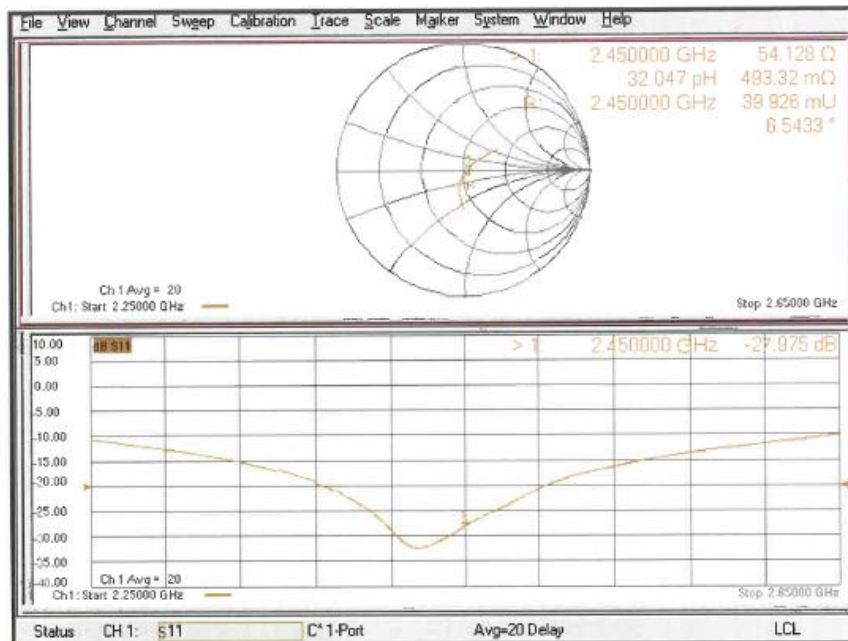 File View Channel Sweep Calibration Trace Scale Marker System Window Help
> 1: 2.450000 GHz 54.128 Ω
32.047 pH 493.32 mΩ
R: 2.450000 GHz 39.926 mU
6.5433 °
Ch 1 Avg = 20
Ch1: Start 2.25000 GHz
Stop 2.65000 GHz
10.00
dB S11
> 1: 2.450000 GHz -27.975 dB
5.00
0.00
-5.00
-10.00
-15.00
-20.00
-25.00
-30.00
-35.00
-40.00
Ch 1 Avg = 20
Ch1: Start 2.25000 GHz
Stop 2.65000 GHz
Status CH 1: S11 C* 1-Port Avg=20 Delay LCL